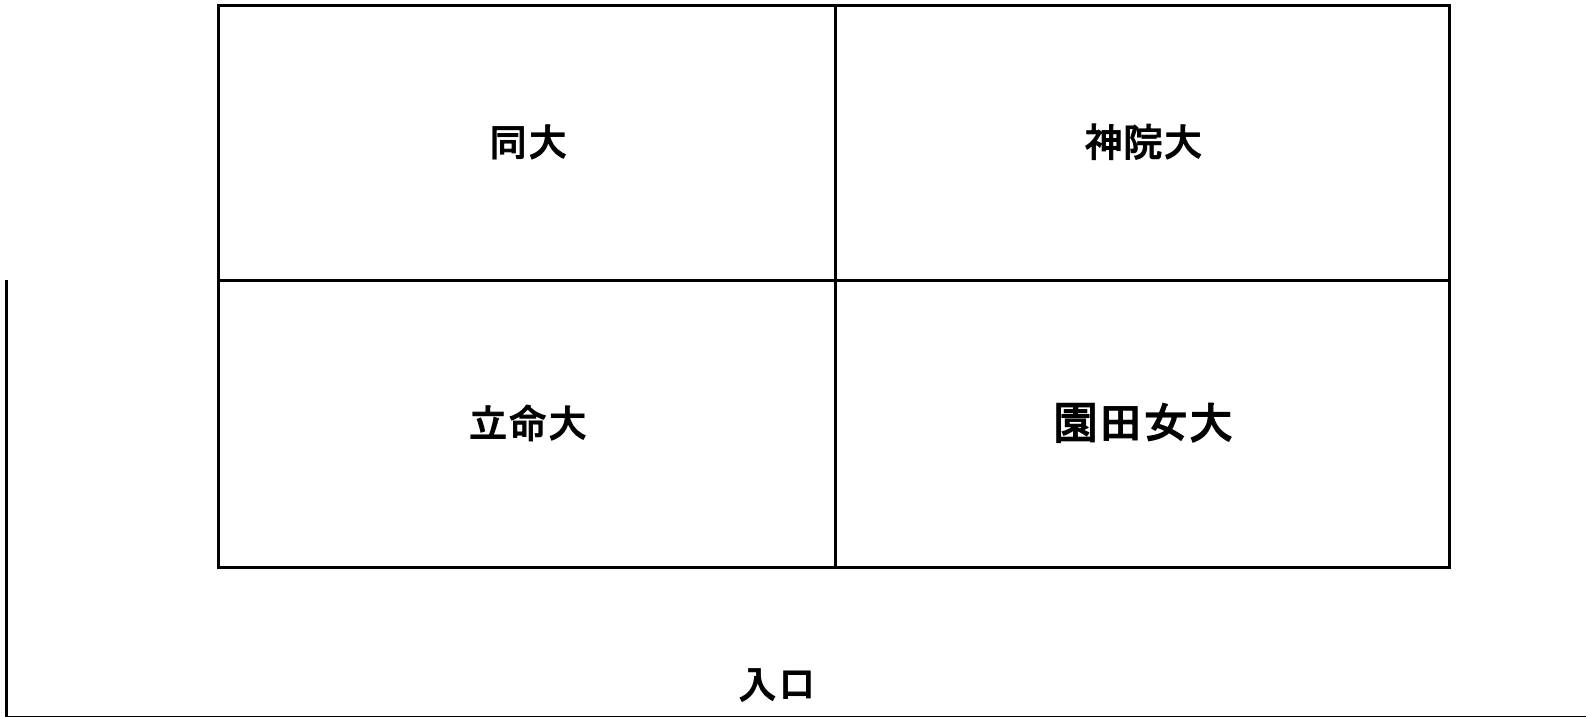 同大
神院大
立命大
園田女大
入口